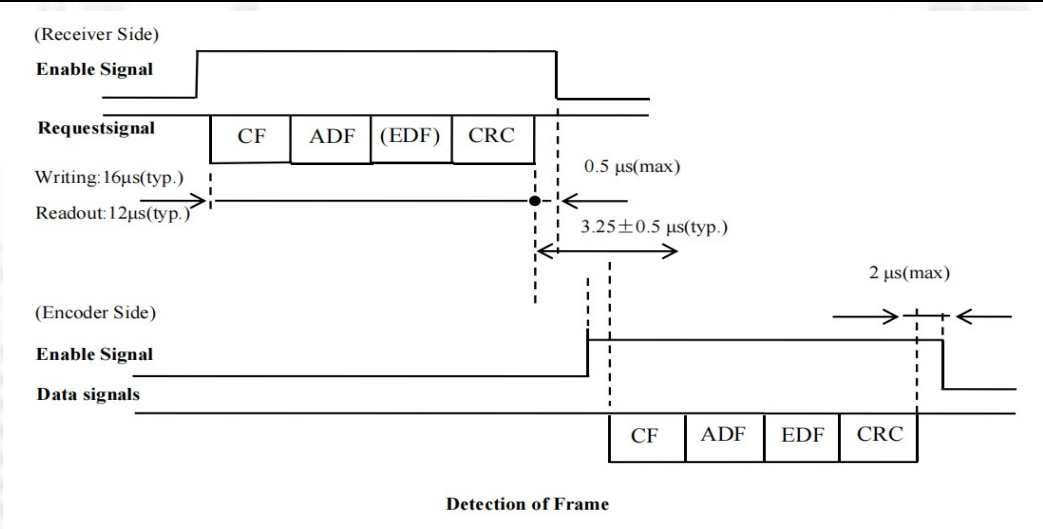 (Receiver Side)
Enable Signal
Requestsignal
CF ADF (EDF) CRC
Writing:16μs(typ.)
0.5 μs(max)
Readout:12μs(typ.)
3.25±0.5 μs(typ.)
2 μs(max)
(Encoder Side)
Enable Signal
Data signals
CF ADF EDF CRC
Detection of Frame